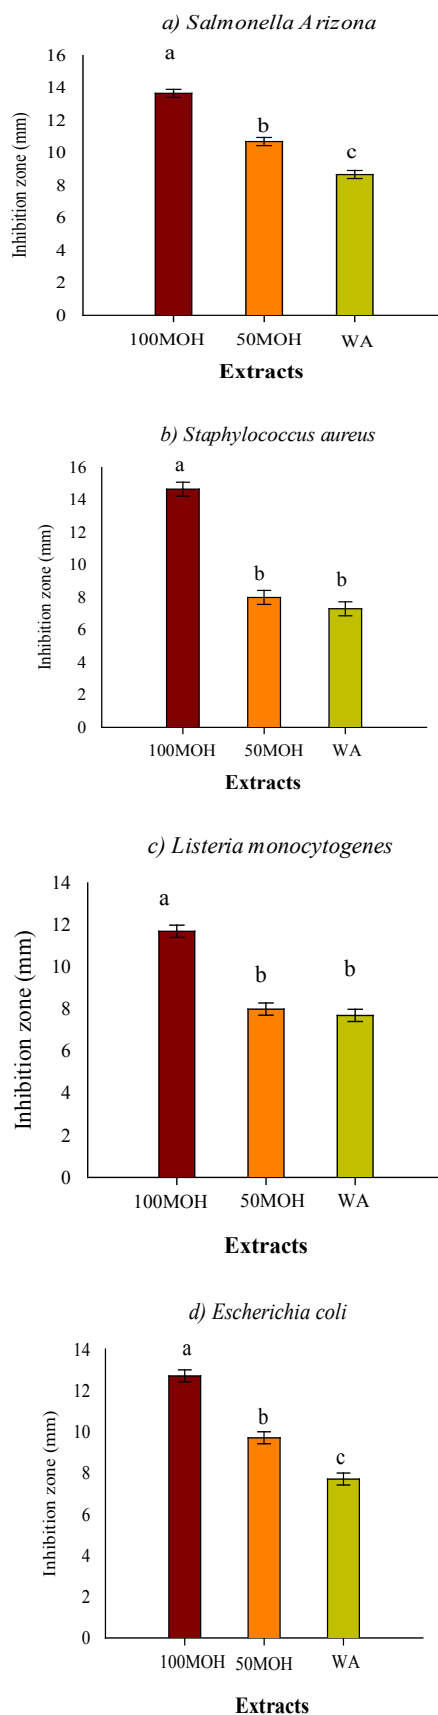 a) Salmonella Arizona
16
14
12
10
8
6
4
2
0
Inhibition zone (mm)
a
b
c
100MOH 50MOH WA
Extracts
b) Staphylococcus aureus
16
14
12
10
8
6
4
2
0
Inhibition zone (mm)
a
b
b
100MOH 50MOH WA
Extracts
c) Listeria monocytogenes
14
12
10
8
6
4
2
0
Inhibition zone (mm)
a
b
b
100MOH 50MOH WA
Extracts
d) Escherichia coli
14
12
10
8
6
4
2
0
Inhibition zone (mm)
a
b
c
100MOH 50MOH WA
Extracts